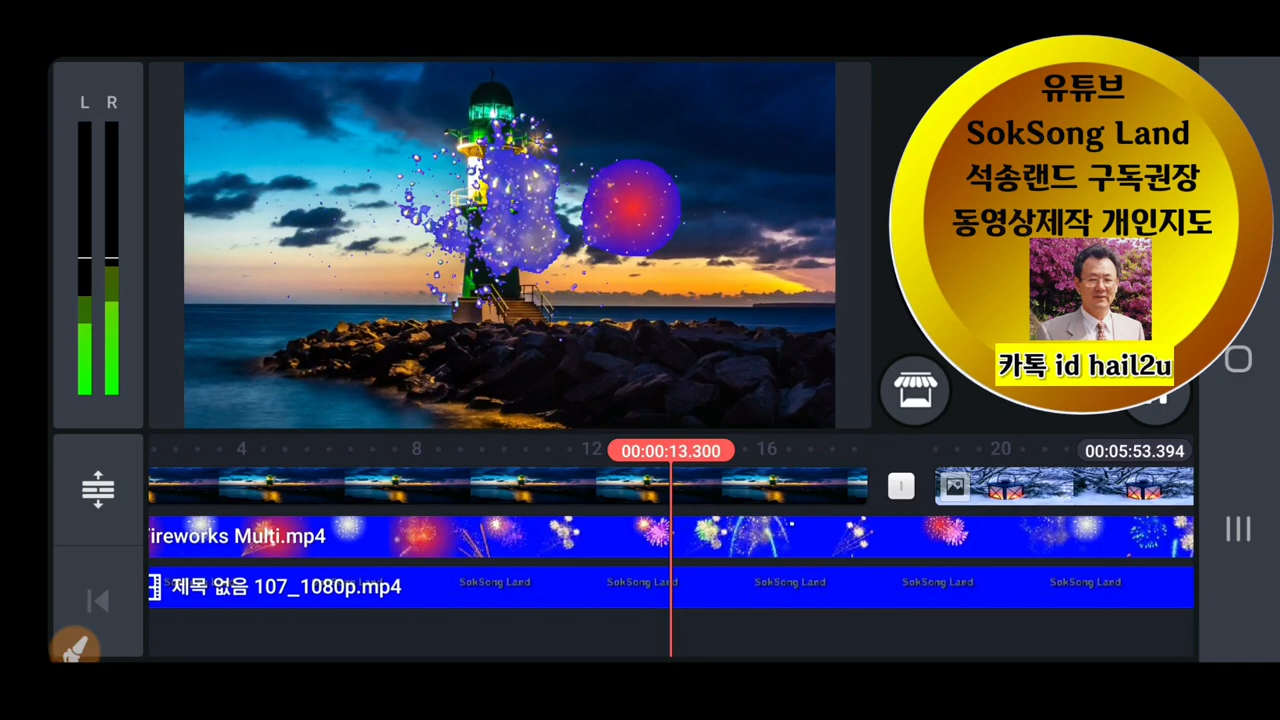 L R
유튜브
SokSong Land
석송랜드 구독권장
동영상제작 개인지도
카톡 id hail2u
4 8 12 00:00:13.300 16 20 00:05:53.394
ireworks Multi.mp4
제목 없음 107_1080p.mp4
SokSong Land SokSong Land SokSong Land SokSong Land SokSong Land